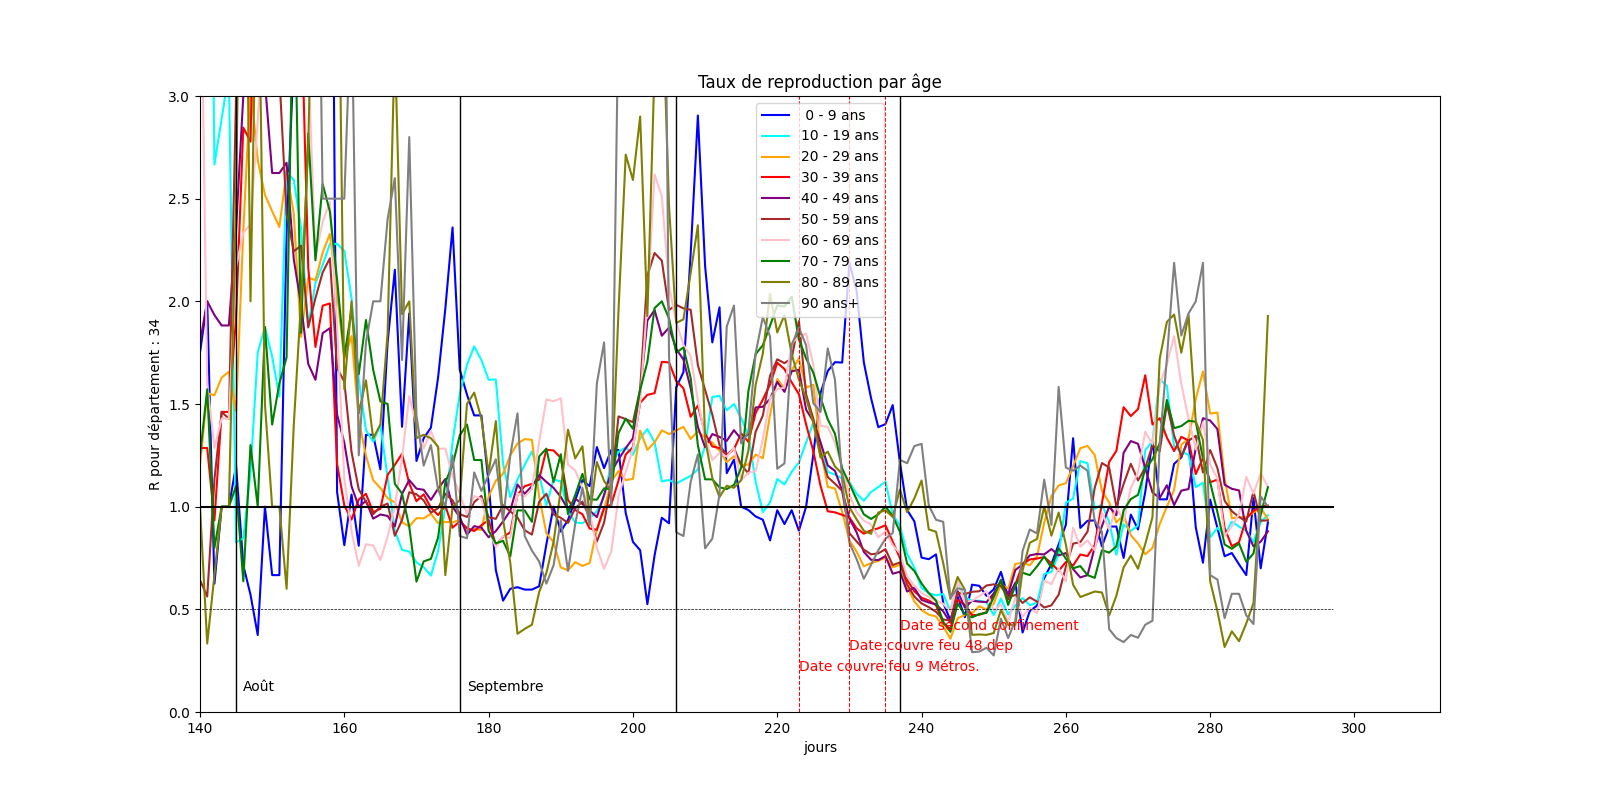 Taux de reproduction par âge
R pour département : 34
3.0
2.5
2.0
1.5
1.0
0.5
0.0
0 - 9 ans
10 - 19 ans
20 - 29 ans
30 - 39 ans
40 - 49 ans
50 - 59 ans
60 - 69 ans
70 - 79 ans
80 - 89 ans
90 ans+
Date second confinement
Date couvre feu 48 dep
Date couvre feu 9 Métros.
Août
Septembre
140 160 180 200 220 240 260 280 300
jours